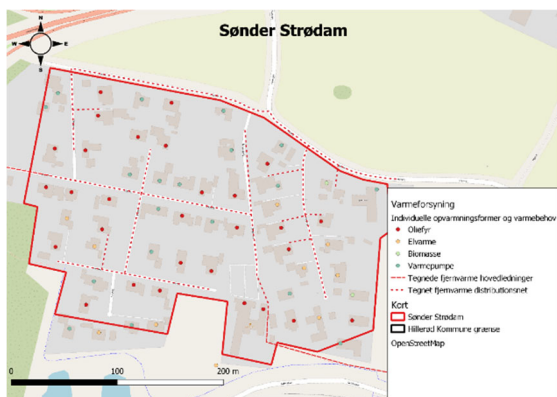 Sønder Strødam
N
W E
S
Varmeforsyning
Individuelle opvarmningsformer og varmebehov
Oliefyr
Elvarme
Biomasse
Varmepumpe
Tegnede fjernvarme hovedledninger
Tegnet fjernvarme distributionsnet
Kort
Sønder Strødam
Hillerød Kommune grænse
OpenStreetMap
0 100 200 m